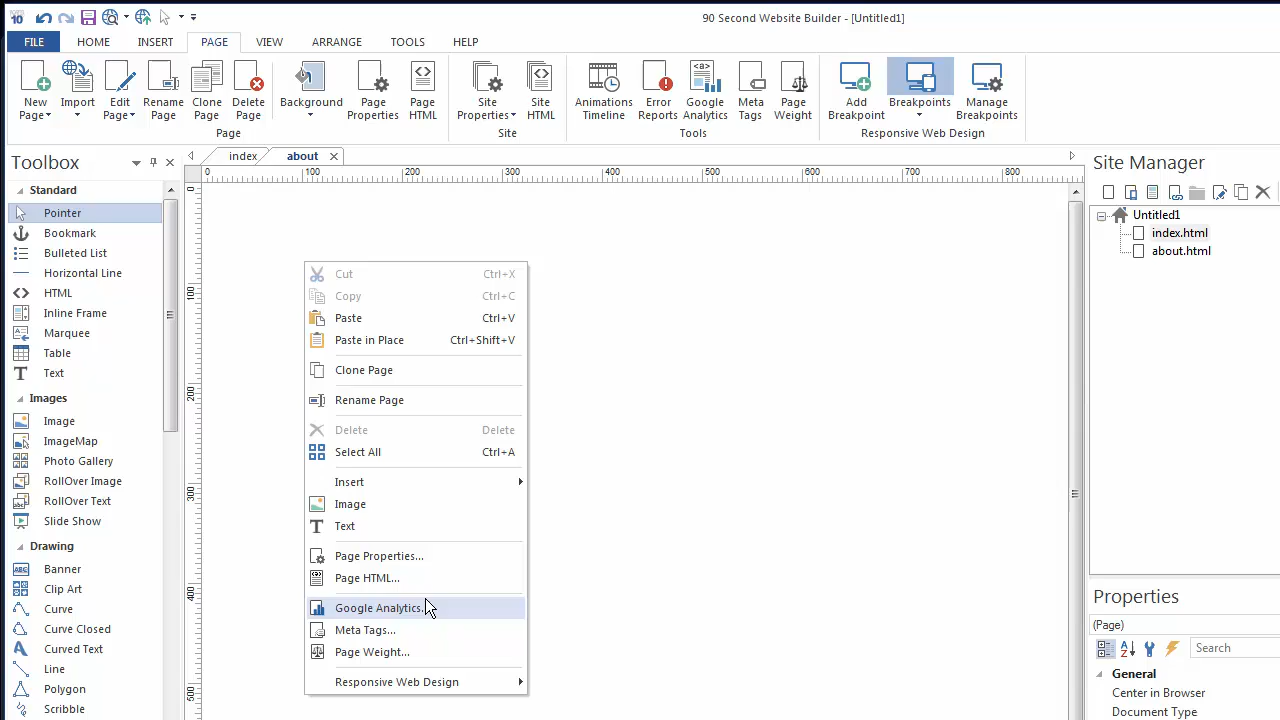 10
90 Second Website Builder - [Untitled1]
FILE HOME INSERT PAGE VIEW ARRANGE TOOLS HELP
New Page Import Edit Page Rename Page Clone Page Delete Page Background Page Properties Page HTML Site Properties Site HTML Animations Timeline Error Reports Google Analytics Meta Tags Page Weight Add Breakpoint Breakpoints Manage Breakpoints
Page Site Tools Responsive Web Design
Toolbox
Standard
Pointer
Bookmark
Bulleted List
Horizontal Line
HTML
Inline Frame
Marquee
Table
Text
Images
Image
ImageMap
Photo Gallery
RollOver Image
RollOver Text
Slide Show
Drawing
Banner
Clip Art
Curve
Curve Closed
Curved Text
Line
Polygon
Scribble
index about
0 100 200 300 400 500 600 700 800
0
100
200
300
400
500
Cut Ctrl+X
Copy Ctrl+C
Paste Ctrl+V
Paste in Place Ctrl+Shift+V
Clone Page
Rename Page
Delete Delete
Select All Ctrl+A
Insert
Image
Text
Page Properties...
Page HTML...
Google Analytics...
Meta Tags...
Page Weight...
Responsive Web Design
Site Manager
Untitled1
index.html
about.html
Properties
(Page)
Search
General
Center in Browser
Document Type